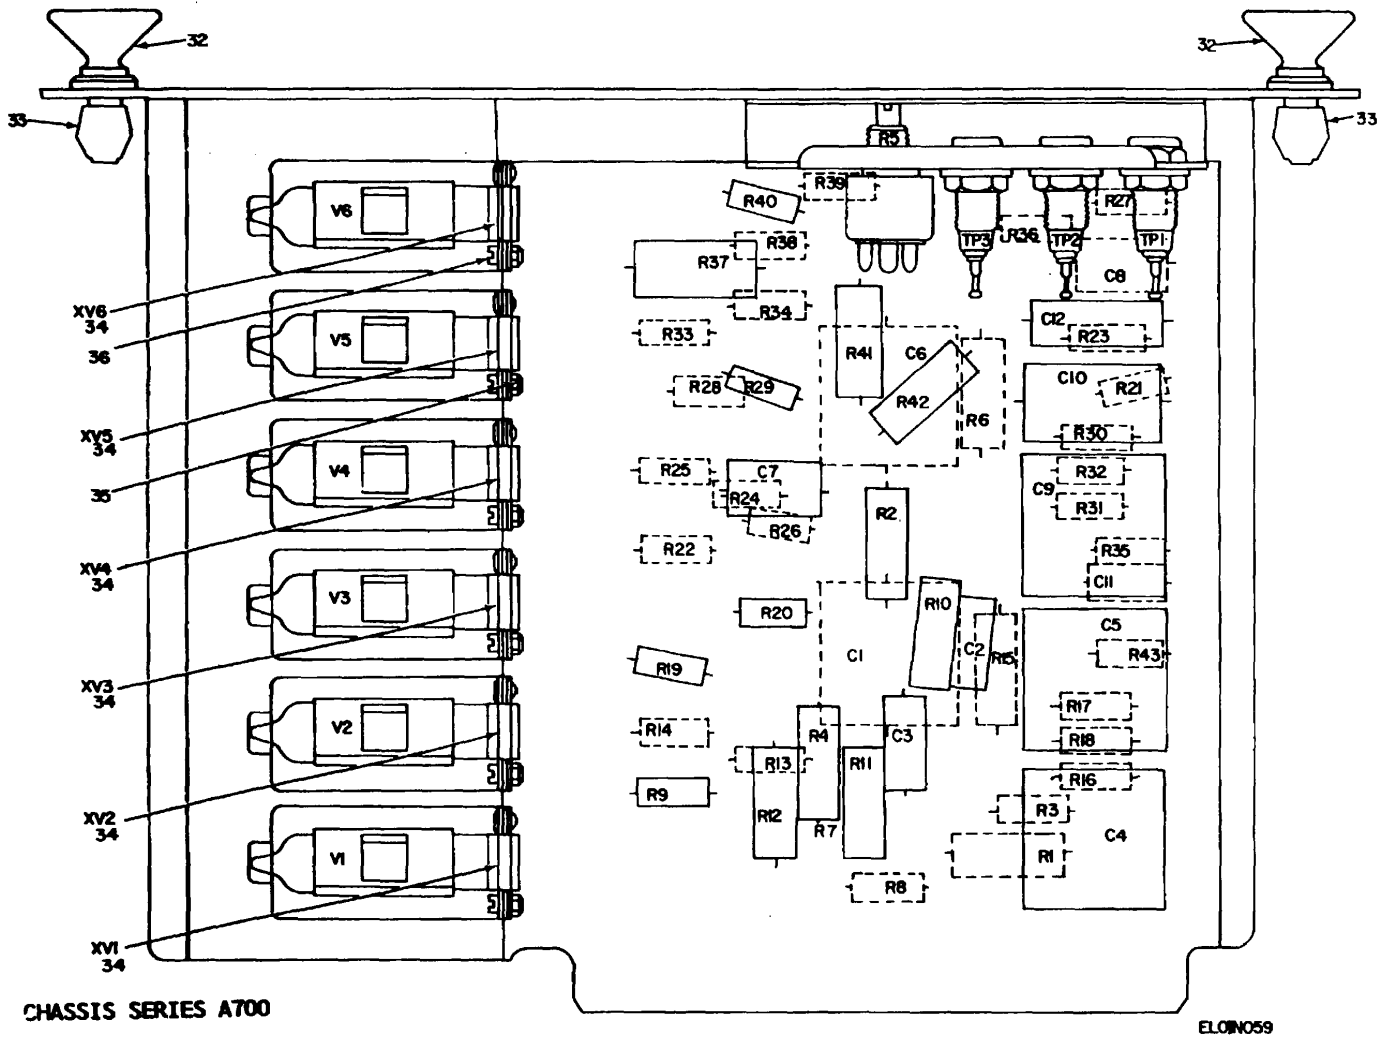 32
32
33
33
R5
V6
R40
R39
R27
R36
TP3
TP2
TP1
R38
R37
C8
XV6
34
R34
C12
36
V5
R33
R23
R41
C6
C10
R28
R29
R21
R42
R6
XV5
34
R30
V4
R25
C7
R32
C9
35
R24
R2
R31
R26
R22
R35
XV4
34
C11
V3
R20
R10
C5
C1
C2
R15
R43
R19
XV3
34
R17
V2
R14
R4
C3
R18
R13
R11
R16
R9
R3
XV2
34
R12
R7
C4
V1
R1
R8
XV1
34
CHASSIS SERIES A700